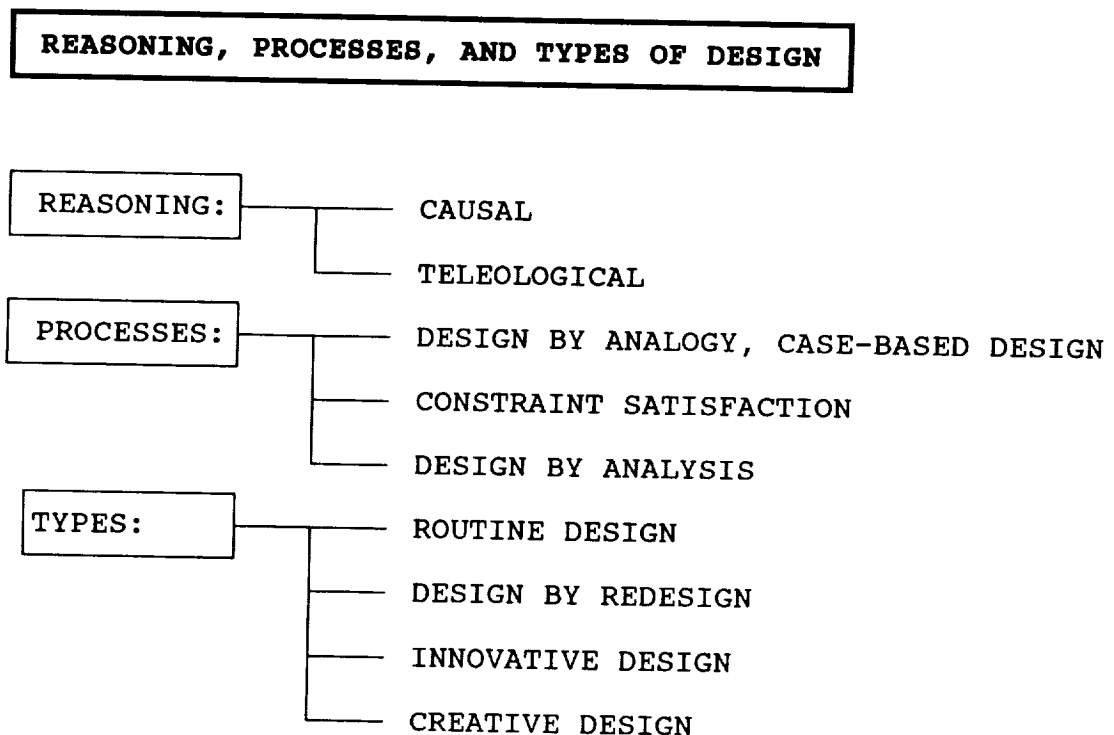 REASONING, PROCESSES, AND TYPES OF DESIGN
REASONING:
CAUSAL
TELEOLOGICAL
PROCESSES:
DESIGN BY ANALOGY, CASE-BASED DESIGN
CONSTRAINT SATISFACTION
DESIGN BY ANALYSIS
TYPES:
ROUTINE DESIGN
DESIGN BY REDESIGN
INNOVATIVE DESIGN
CREATIVE DESIGN